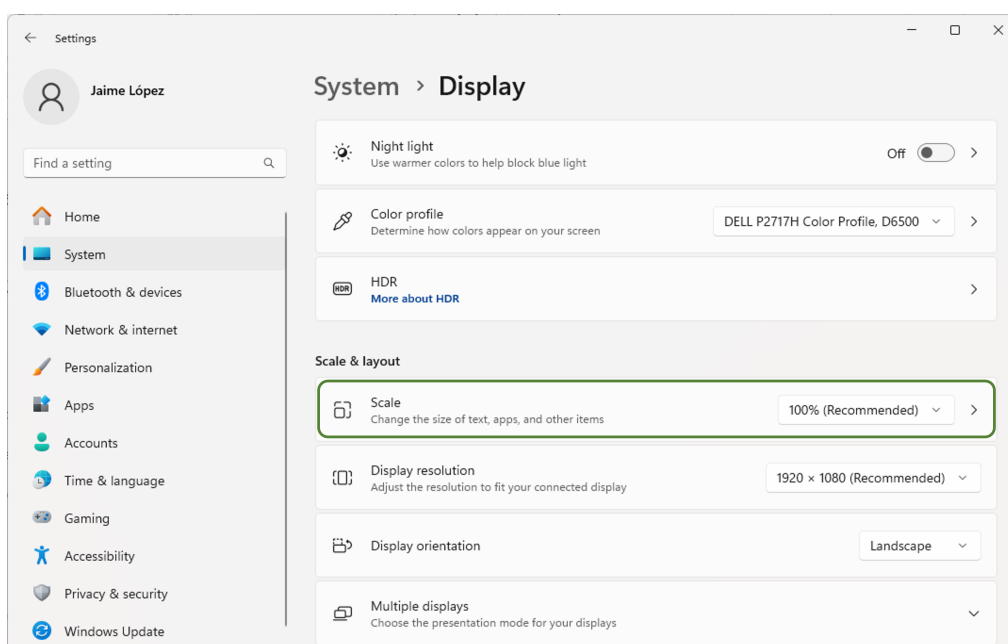 Settings
Jaime López
Find a setting
Home
System
Bluetooth & devices
Network & internet
Personalization
Apps
Accounts
Time & language
Gaming
Accessibility
Privacy & security
Windows Update
System › Display
Night light
Use warmer colors to help block blue light
Off
Color profile
Determine how colors appear on your screen
DELL P2717H Color Profile, D6500
HDR
HDR
More about HDR
Scale & layout
Scale
Change the size of text, apps, and other items
100% (Recommended)
Display resolution
Adjust the resolution to fit your connected display
1920 × 1080 (Recommended)
Display orientation
Landscape
Multiple displays
Choose the presentation mode for your displays